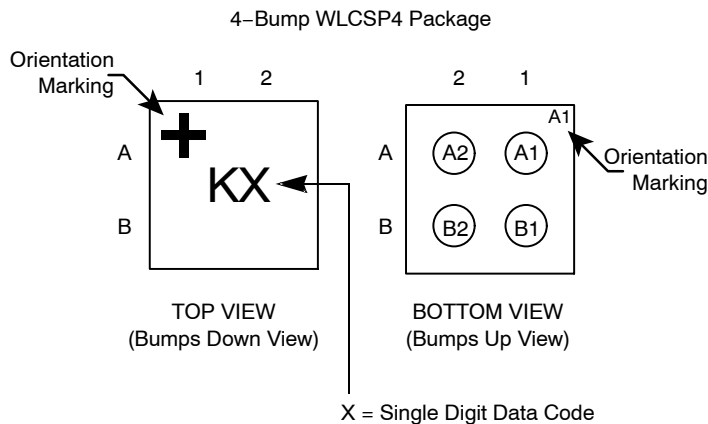 4−Bump WLCSP4 Package
Orientation
Marking
1 2
A
B
KX
TOP VIEW
(Bumps Down View)
2 1
A1
A
A2 A1
B
B2 B1
Orientation
Marking
BOTTOM VIEW
(Bumps Up View)
X = Single Digit Data Code